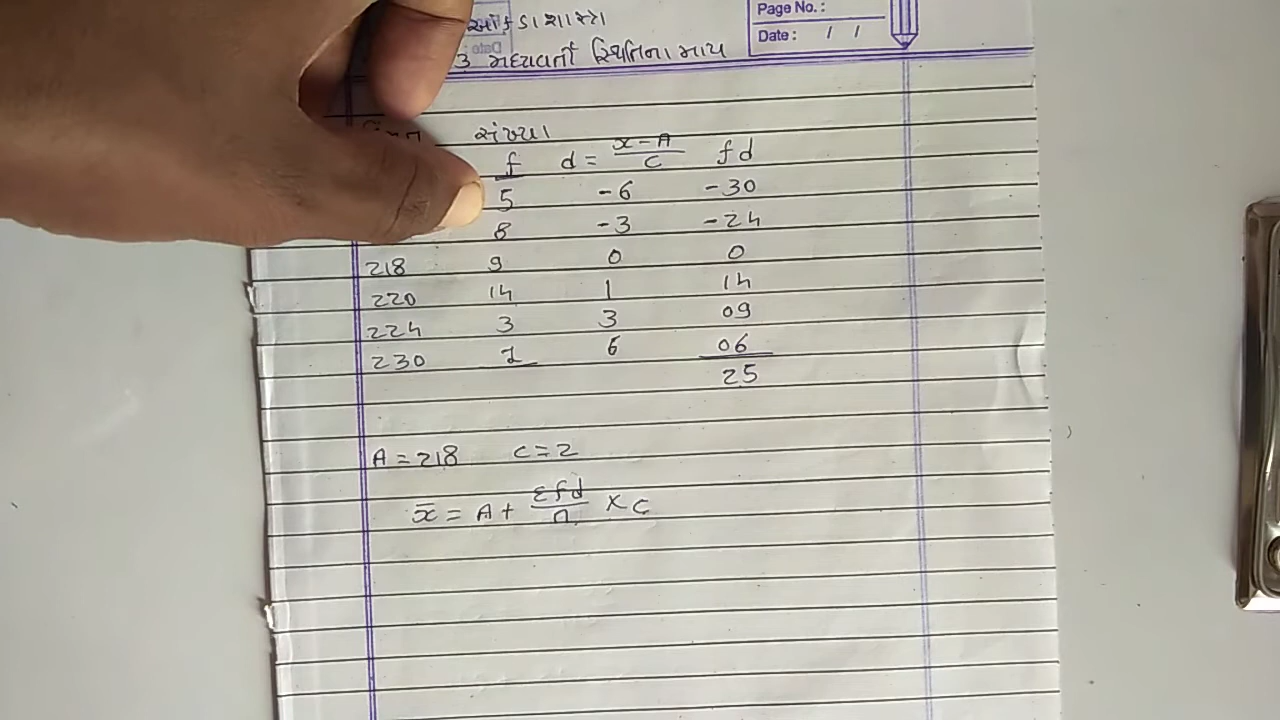 આંકડાશાસ્ત્ર
Page No. :
Date : / /
3 મધ્યવર્તી સ્થિતિના માપ
સંખ્યા
f d = x - A / C fd
5 -6 -30
8 -3 -24
218 9 0 0
220 14 1 14
224 3 3 09
230 1 6 06
25
A = 218 C = 2
x̄ = A + Σfd / n × C